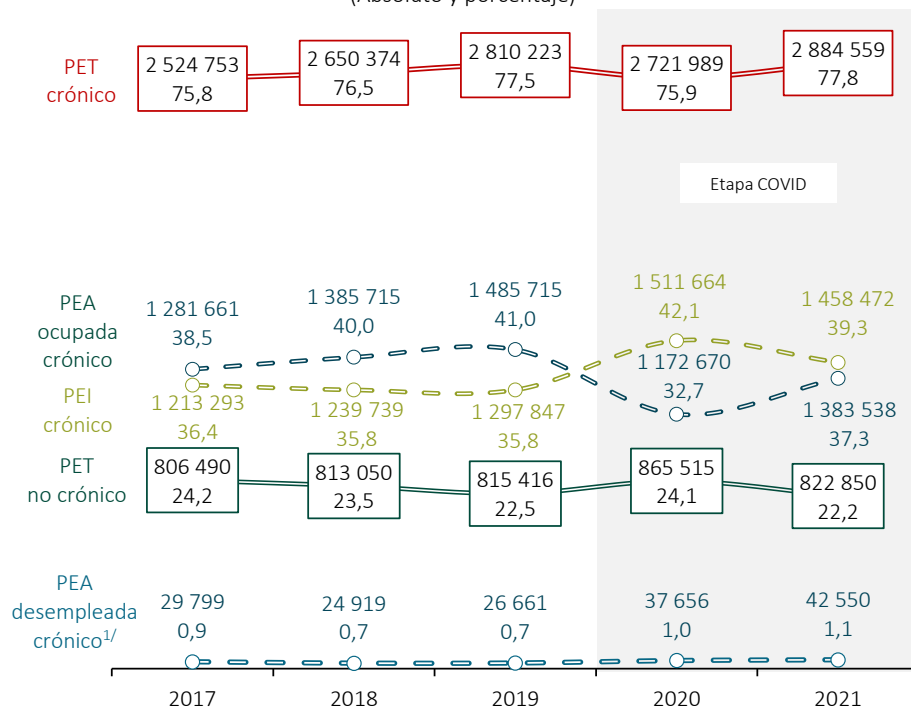 (Absoluto y porcentaje)
PET
crónico
2 524 753
75,8
2 650 374
76,5
2 810 223
77,5
2 721 989
75,9
2 884 559
77,8
Etapa COVID
PEA
ocupada
crónico
1 281 661
38,5
1 385 715
40,0
1 485 715
41,0
1 511 664
42,1
1 458 472
39,3
PEI
crónico
1 213 293
36,4
1 239 739
35,8
1 297 847
35,8
1 172 670
32,7
1 383 538
37,3
PET
no crónico
806 490
24,2
813 050
23,5
815 416
22,5
865 515
24,1
822 850
22,2
PEA
desempleada
crónico1/
29 799
0,9
24 919
0,7
26 661
0,7
37 656
1,0
42 550
1,1
2017 2018 2019 2020 2021